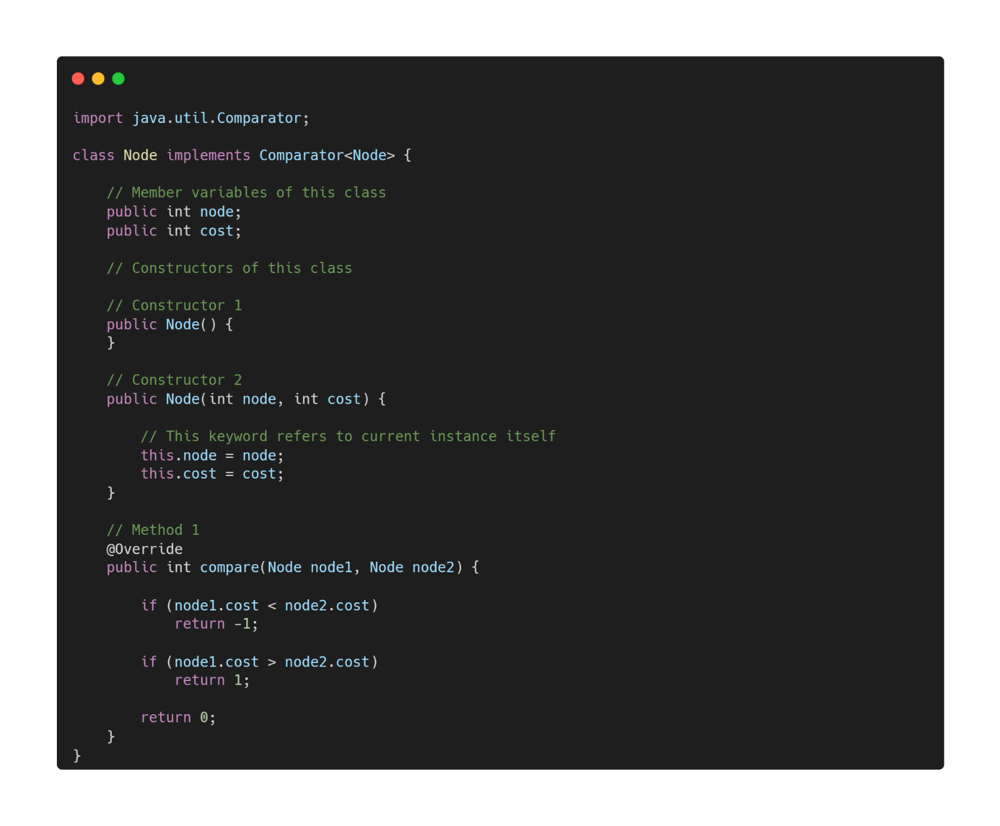 import java.util.Comparator;

class Node implements Comparator<Node> {

    // Member variables of this class
    public int node;
    public int cost;

    // Constructors of this class

    // Constructor 1
    public Node() {
    }

    // Constructor 2
    public Node(int node, int cost) {

        // This keyword refers to current instance itself
        this.node = node;
        this.cost = cost;
    }

    // Method 1
    @Override
    public int compare(Node node1, Node node2) {

        if (node1.cost < node2.cost)
            return -1;

        if (node1.cost > node2.cost)
            return 1;

        return 0;
    }
}